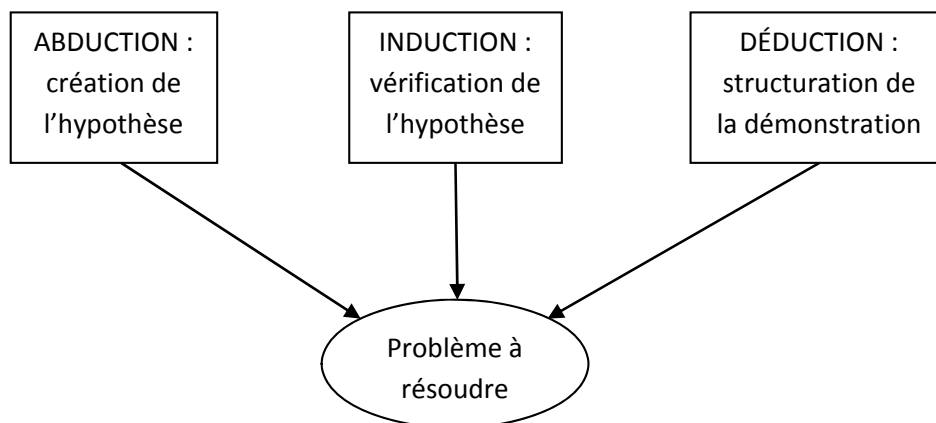 ABDUCTION :
création de
l’hypothèse
INDUCTION :
vérification de
l’hypothèse
DÉDUCTION :
structuration de
la démonstration
Problème à
résoudre